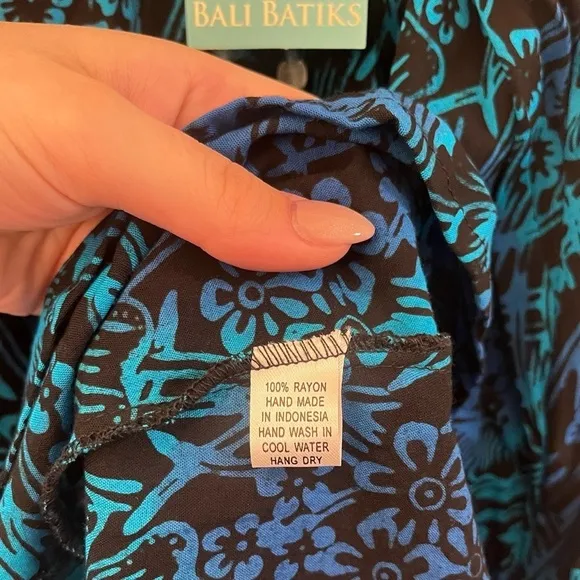 BALI BATIKS
100% RAYON
HAND MADE
IN INDONESIA
HAND WASH IN
COOL WATER
HANG DRY